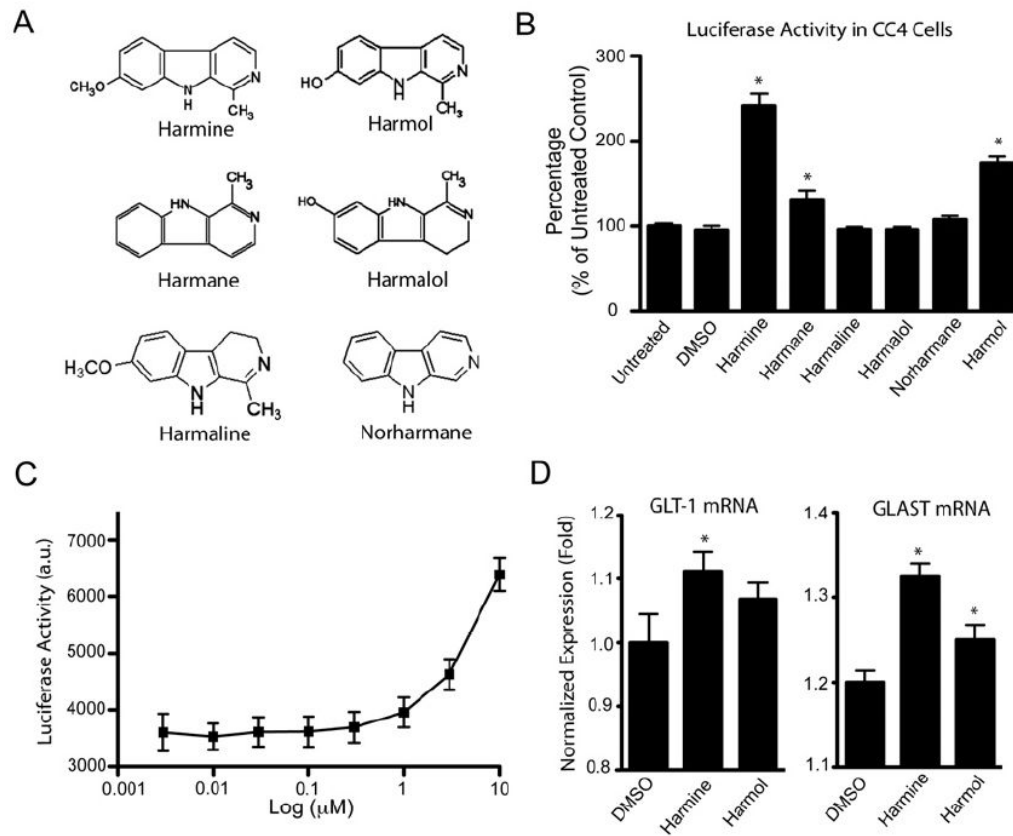 A
CH₃O
N
H
N
CH₃
Harmine
HO
N
H
N
CH₃
Harmol
CH₃
HN
N
Harmane
HO
CH₃
HN
N
Harmalol
H₃CO
N
H
N
CH₃
Harmaline
N
H
N
Norharmane
B
Luciferase Activity in CC4 Cells
Percentage
(% of Untreated Control)
300
200
100
0
*
*
*
Untreated
DMSO
Harmine
Harmane
Harmaline
Harmalol
Norharmane
Harmol
C
Luciferase Activity (a.u.)
7000
6000
5000
4000
3000
0.001
0.01
0.1
1
10
Log (μM)
D
Normalized Expression (Fold)
GLT-1 mRNA
1.2
1.1
1.0
0.9
0.8
*
DMSO
Harmine
Harmol
GLAST mRNA
1.4
1.3
1.2
1.1
*
*
DMSO
Harmine
Harmol